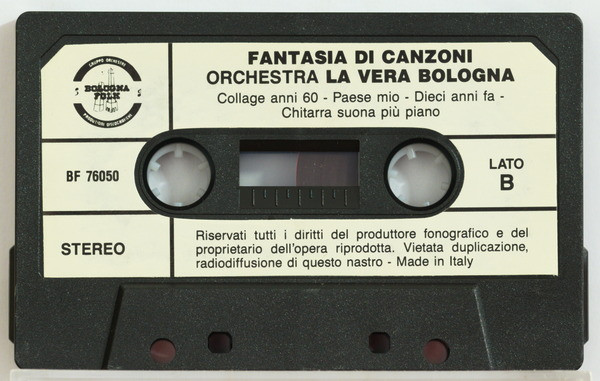 FANTASIA DI CANZONI
ORCHESTRA LA VERA BOLOGNA
Collage anni 60 - Paese mio - Dieci anni fa -
Chitarra suona più piano
GRUPPO ORCHESTRE
BOLOGNA
FOLK
BF 76050
LATO
B
STEREO
Riservati tutti i diritti del produttore fonografico e del
proprietario dell'opera riprodotta. Vietata duplicazione,
radiodiffusione di questo nastro - Made in Italy